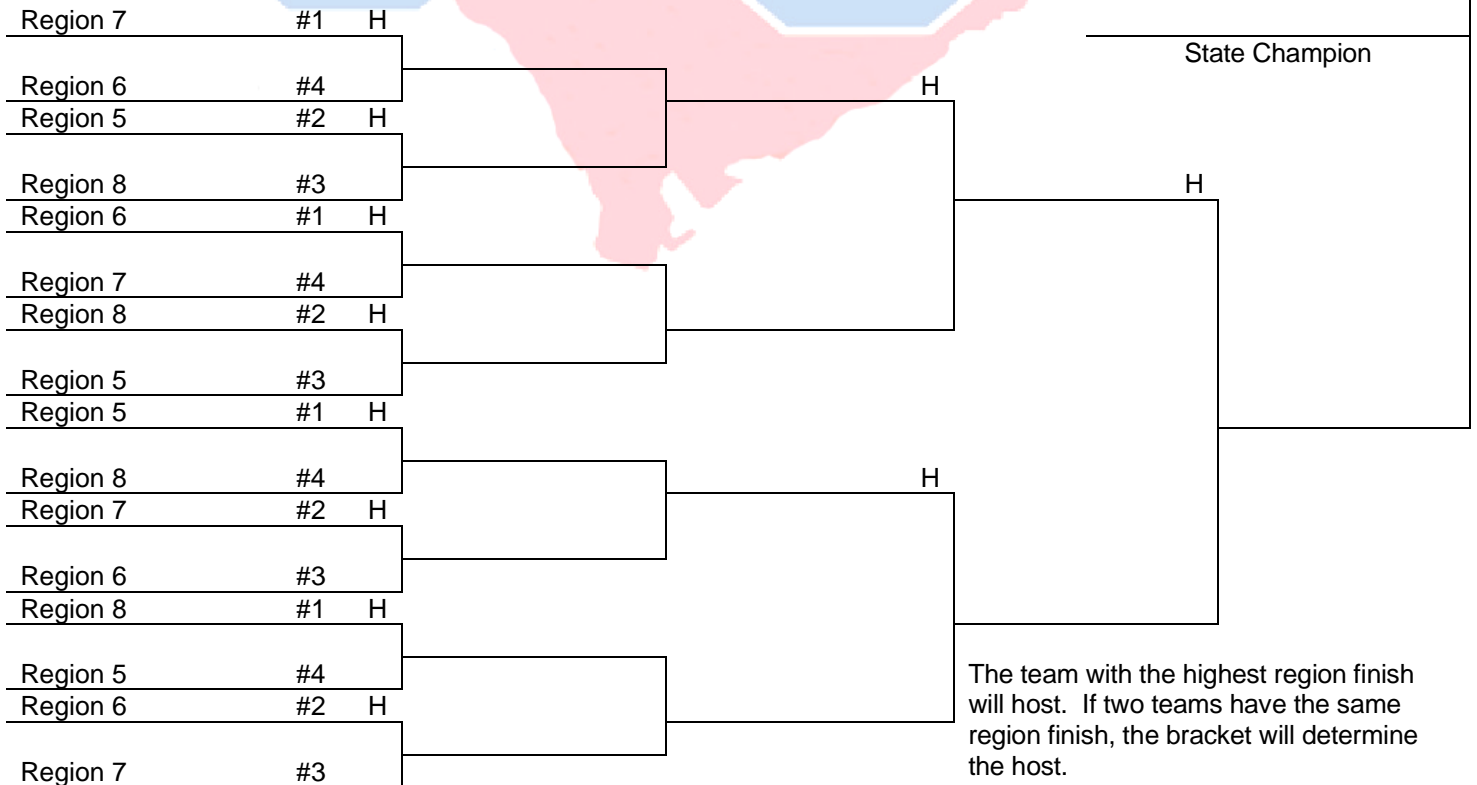 Region 7 #1 H
State Champion
Region 6 #4 H
Region 5 #2 H
Region 8 #3 H
Region 6 #1 H
Region 7 #4
Region 8 #2 H
Region 5 #3
Region 5 #1 H
Region 8 #4 H
Region 7 #2 H
Region 6 #3
Region 8 #1 H
Region 5 #4
Region 6 #2 H
Region 7 #3
The team with the highest region finish
will host. If two teams have the same
region finish, the bracket will determine
the host.